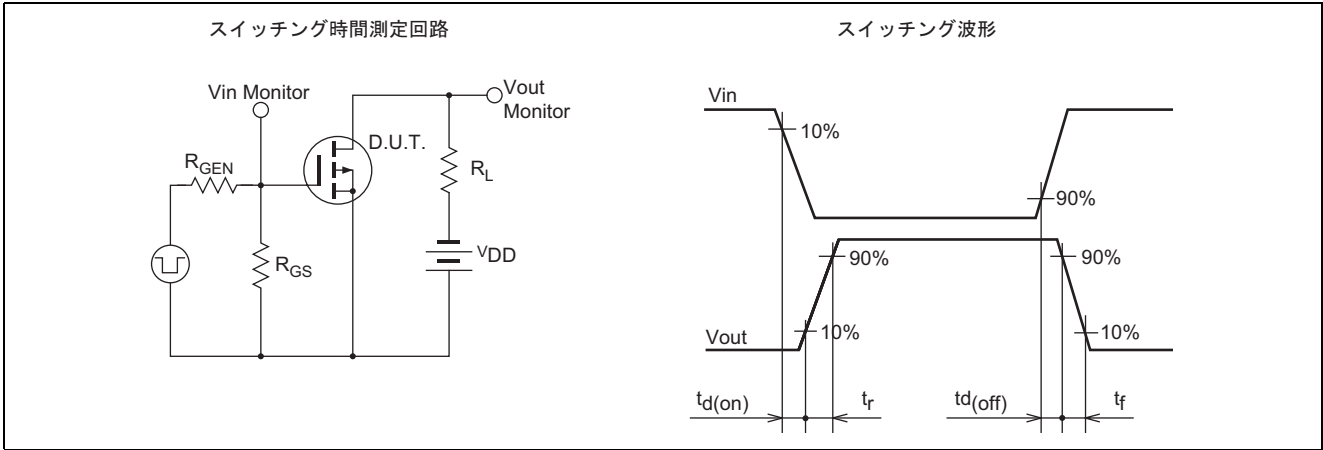 スイッチング時間測定回路
Vin Monitor
Vout
Monitor
D.U.T.
RGEN
RL
RGS
VDD
スイッチング波形
Vin
10%
90%
90%
90%
10%
10%
Vout
td(on)
tr
td(off)
tf